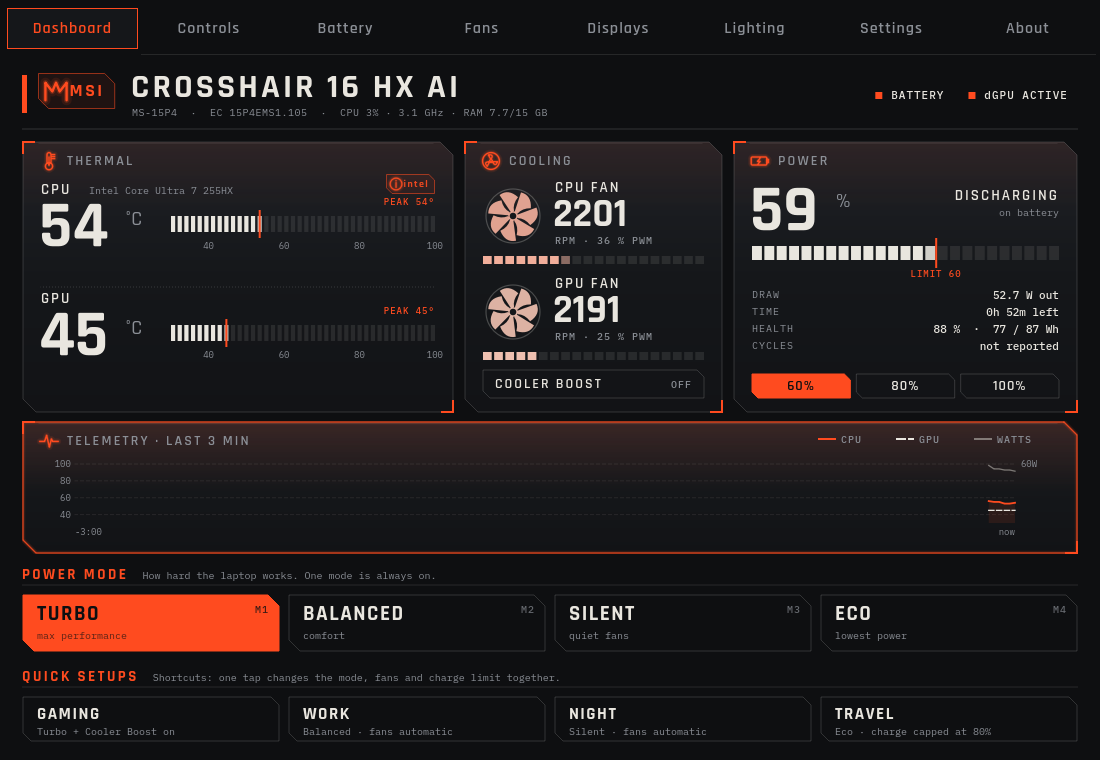 Dashboard Controls Battery Fans Displays Lighting Settings About
MSI
CROSSHAIR 16 HX AI
MS-15P4 · EC 15P4EMS1.105 · CPU 3% · 3.1 GHz · RAM 7.7/15 GB
BATTERY dGPU ACTIVE
THERMAL
CPU Intel Core Ultra 7 255HX
intel
PEAK 54°
54 °C
40 60 80 100
GPU
PEAK 45°
45 °C
40 60 80 100
COOLING
CPU FAN
2201
RPM · 36 % PWM
GPU FAN
2191
RPM · 25 % PWM
COOLER BOOST OFF
POWER
59 %
DISCHARGING
on battery
LIMIT 60
DRAW 52.7 W out
TIME 0h 52m left
HEALTH 88 % · 77 / 87 Wh
CYCLES not reported
60% 80% 100%
TELEMETRY · LAST 3 MIN
CPU GPU WATTS
100 60W
80
60
40
-3:00 now
POWER MODE How hard the laptop works. One mode is always on.
TURBO M1
max performance
BALANCED M2
comfort
SILENT M3
quiet fans
ECO M4
lowest power
QUICK SETUPS Shortcuts: one tap changes the mode, fans and charge limit together.
GAMING
Turbo + Cooler Boost on
WORK
Balanced · fans automatic
NIGHT
Silent · fans automatic
TRAVEL
Eco · charge capped at 80%